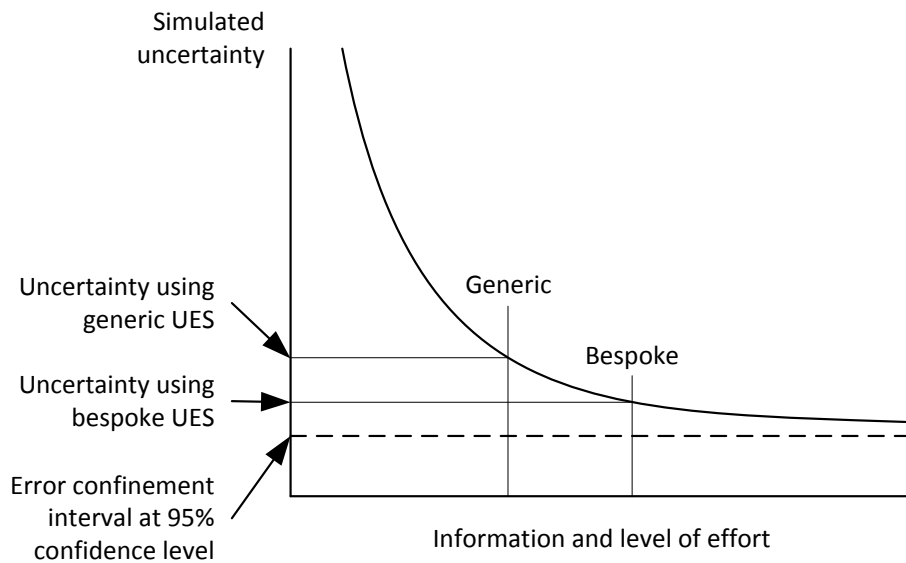 Simulated
uncertainty
Generic
Uncertainty using
generic UES
Bespoke
Uncertainty using
bespoke UES
Error confinement
interval at 95%
confidence level
Information and level of effort